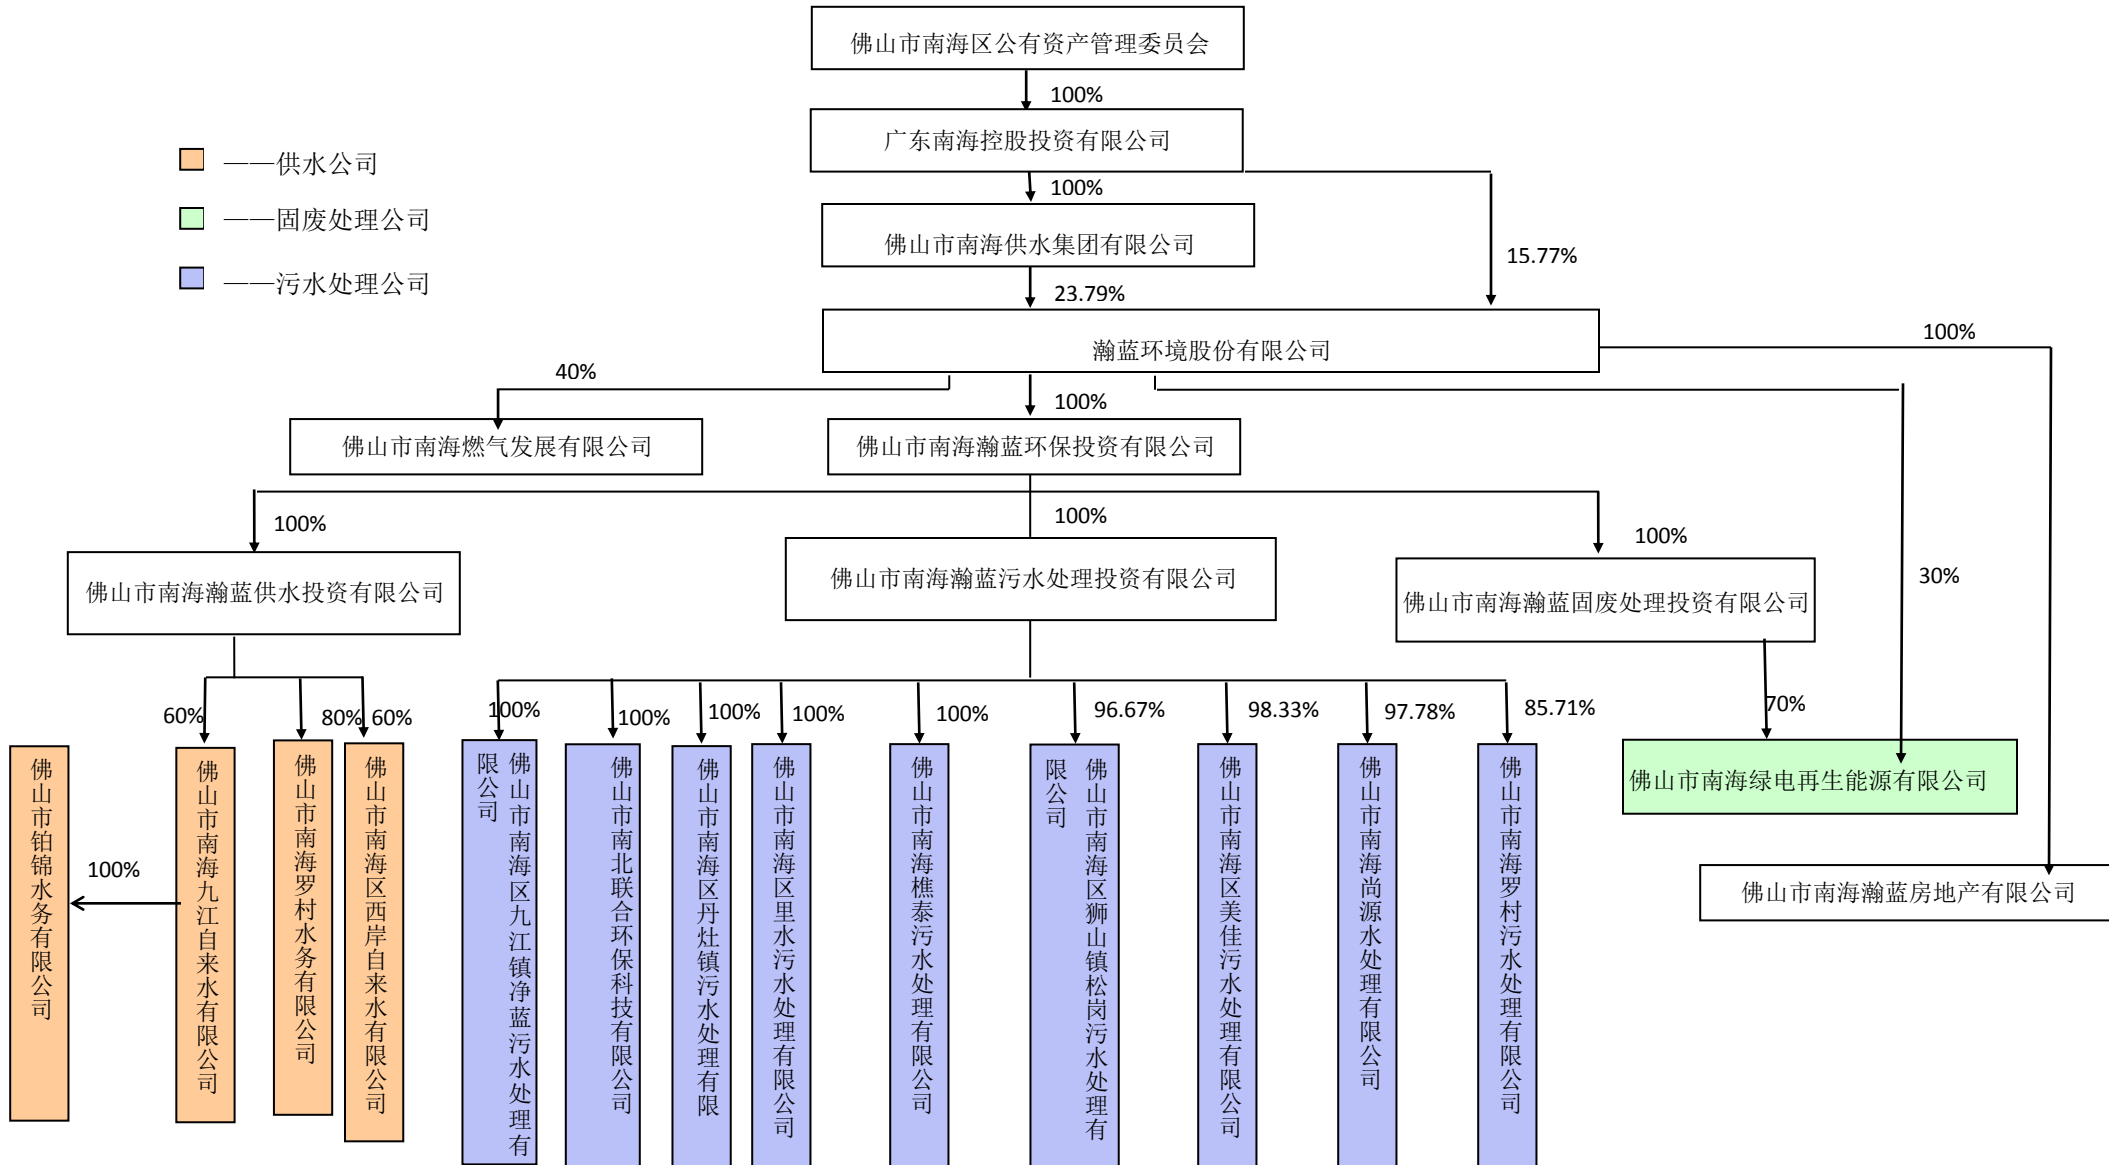 佛山市南海区公有资产管理委员会
100%
广东南海控股投资有限公司
——供水公司
100%
——固废处理公司
佛山市南海供水集团有限公司
15.77%
——污水处理公司
23.79%
瀚蓝环境股份有限公司
100%
40%
100%
佛山市南海燃气发展有限公司
佛山市南海瀚蓝环保投资有限公司
100%
100%
100%
30%
佛山市南海瀚蓝供水投资有限公司
佛山市南海瀚蓝污水处理投资有限公司
佛山市南海瀚蓝固废处理投资有限公司
60%
80%
60%
100%
100%
100%
100%
100%
96.67%
98.33%
97.78%
85.71%
70%
佛山市铂锦水务有限公司
100%
佛山市南海九江自来水有限公司
佛山市南海罗村水务有限公司
佛山市南海区西岸自来水有限公司
佛山市南海区九江镇净蓝污水处理有
限公司
佛山市南北联合环保科技有限公司
佛山市南海区丹灶镇污水处理有限
佛山市南海区里水污水处理有限公司
佛山市南海樵泰污水处理有限公司
佛山市南海区狮山镇松岗污水处理有
限公司
佛山市南海区美佳污水处理有限公司
佛山市南海尚源水处理有限公司
佛山市南海罗村污水处理有限公司
佛山市南海绿电再生能源有限公司
佛山市南海瀚蓝房地产有限公司